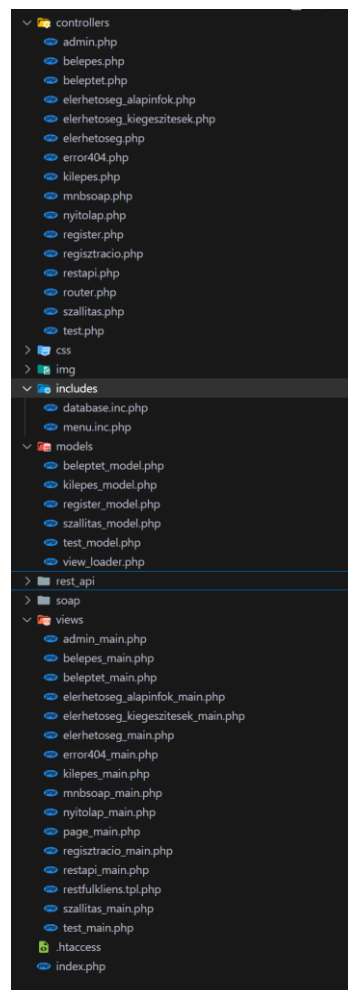 controllers
admin.php
belepes.php
beleptet.php
elerhetoseg_alapinfok.php
elerhetoseg_kiegeszitesek.php
elerhetoseg.php
error404.php
kilepes.php
mnbsoap.php
nyitolap.php
register.php
regisztracio.php
restapi.php
router.php
szallitas.php
test.php
css
img
includes
database.inc.php
menu.inc.php
models
beleptet_model.php
kilepes_model.php
register_model.php
szallitas_model.php
test_model.php
view_loader.php
rest_api
soap
views
admin_main.php
belepes_main.php
beleptet_main.php
elerhetoseg_alapinfok_main.php
elerhetoseg_kiegeszitesek_main.php
elerhetoseg_main.php
error404_main.php
kilepes_main.php
mnbsoap_main.php
nyitolap_main.php
page_main.php
regisztracio_main.php
restapi_main.php
restfulkliens.tpl.php
szallitas_main.php
test_main.php
.htaccess
index.php